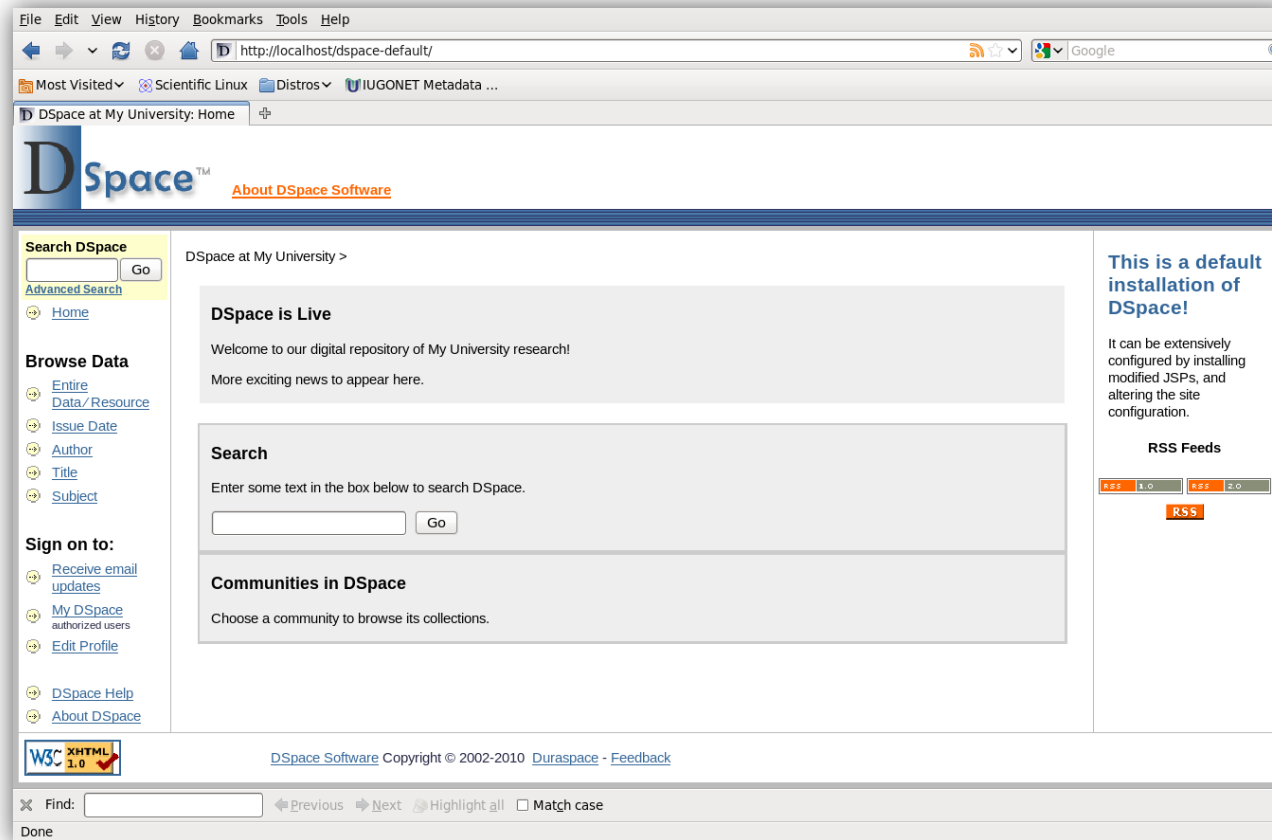 File Edit View History Bookmarks Tools Help
http://localhost/dspace-default/
Google
Most Visited Scientific Linux Distros IUGONET Metadata ...
DSpace at My University: Home
DSpace™
About DSpace Software
Search DSpace
Go
Advanced Search
Home
Browse Data
Entire
Data/Resource
Issue Date
Author
Title
Subject
Sign on to:
Receive email
updates
My DSpace
authorized users
Edit Profile
DSpace Help
About DSpace
DSpace at My University >
DSpace is Live
Welcome to our digital repository of My University research!
More exciting news to appear here.
Search
Enter some text in the box below to search DSpace.
Go
Communities in DSpace
Choose a community to browse its collections.
This is a default
installation of
DSpace!
It can be extensively
configured by installing
modified JSPs, and
altering the site
configuration.
RSS Feeds
RSS 1.0 RSS 2.0
RSS
W3C XHTML
1.0
DSpace Software Copyright © 2002-2010 Duraspace - Feedback
Find: Previous Next Highlight all Match case
Done